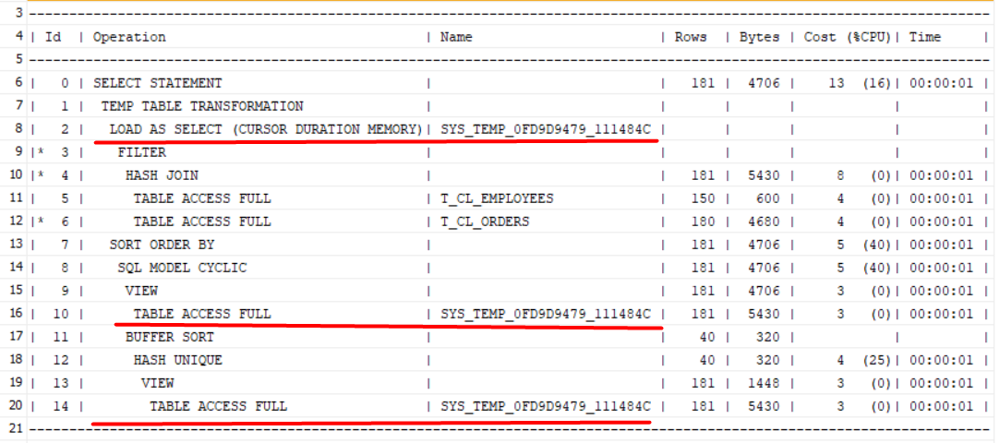 3 --------------------------------------------------------------------------------------------------------------------------
4 | Id  | Operation                                | Name                       | Rows  | Bytes | Cost (%CPU)| Time     |
5 --------------------------------------------------------------------------------------------------------------------------
6 |   0 | SELECT STATEMENT                         |                            |   181 |  4706 |    13  (16)| 00:00:01 |
7 |   1 |  TEMP TABLE TRANSFORMATION               |                            |       |       |            |          |
8 |   2 |   LOAD AS SELECT (CURSOR DURATION MEMORY)| SYS_TEMP_0FD9D9479_111484C |       |       |            |          |
9 |*  3 |    FILTER                                |                            |       |       |            |          |
10 |*  4 |     HASH JOIN                            |                            |   181 |  5430 |     8   (0)| 00:00:01 |
11 |   5 |      TABLE ACCESS FULL                   | T_CL_EMPLOYEES             |   150 |   600 |     4   (0)| 00:00:01 |
12 |*  6 |      TABLE ACCESS FULL                   | T_CL_ORDERS                |   180 |  4680 |     4   (0)| 00:00:01 |
13 |   7 |   SORT ORDER BY                          |                            |   181 |  4706 |     5  (40)| 00:00:01 |
14 |   8 |    SQL MODEL CYCLIC                      |                            |   181 |  4706 |     5  (40)| 00:00:01 |
15 |   9 |     VIEW                                 |                            |   181 |  4706 |     3   (0)| 00:00:01 |
16 |  10 |      TABLE ACCESS FULL                   | SYS_TEMP_0FD9D9479_111484C |   181 |  5430 |     3   (0)| 00:00:01 |
17 |  11 |     BUFFER SORT                          |                            |    40 |   320 |            |          |
18 |  12 |      HASH UNIQUE                         |                            |    40 |   320 |     4  (25)| 00:00:01 |
19 |  13 |       VIEW                               |                            |   181 |  1448 |     3   (0)| 00:00:01 |
20 |  14 |        TABLE ACCESS FULL                 | SYS_TEMP_0FD9D9479_111484C |   181 |  5430 |     3   (0)| 00:00:01 |
21 --------------------------------------------------------------------------------------------------------------------------